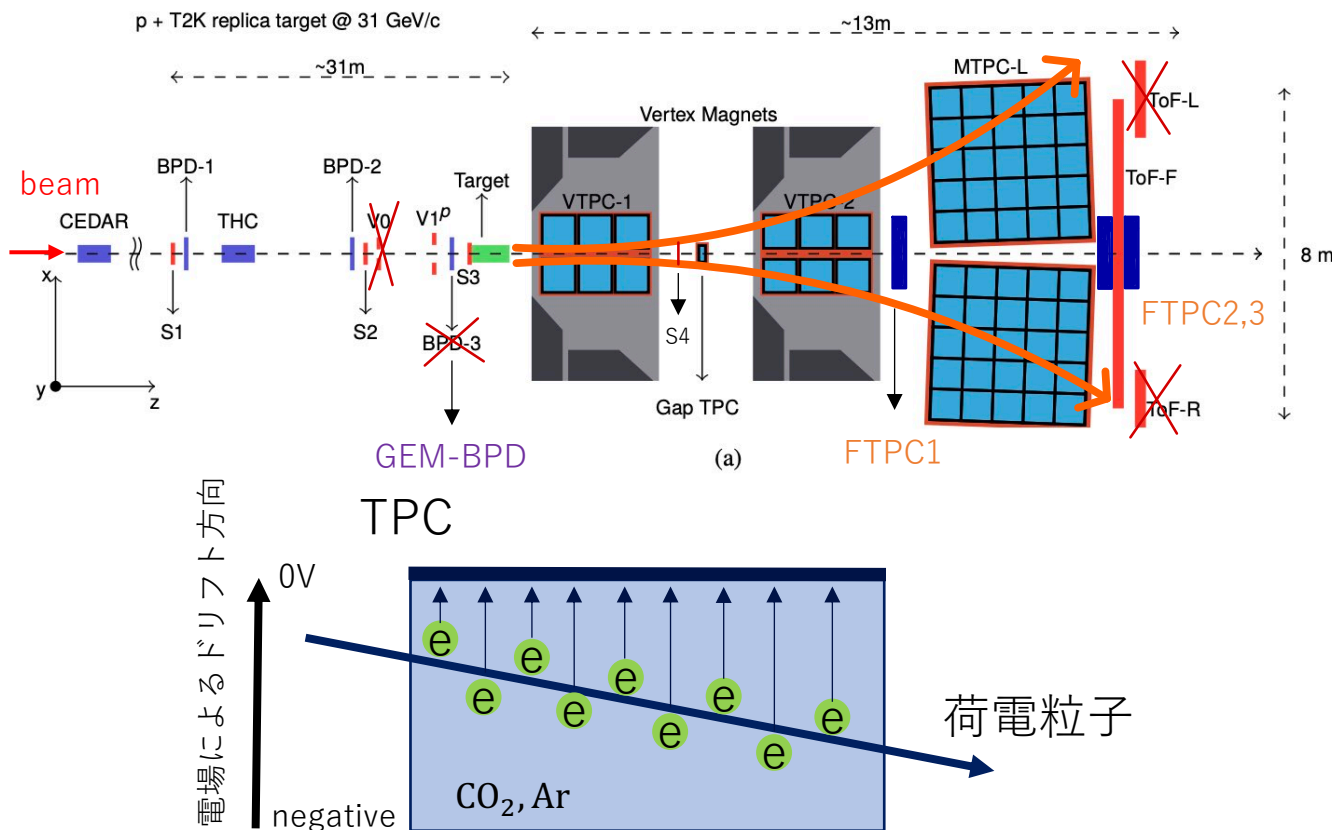 p + T2K replica target @ 31 GeV/c
~13m
~31m
MTPC-L
Vertex Magnets
ToF-L
BPD-1
BPD-2
Target
ToF-F
beam
CEDAR
THC
V0
V1p
VTPC-1
VTPC-2
S3
8 m
x
S1
S2
BPD-3
S4
FTPC2,3
y
z
Gap TPC
ToF-R
GEM-BPD
(a)
FTPC1
TPC
電場によるドリフト方向
0V
e
e
e
e
e
e
e
e
e
荷電粒子
negative
CO2, Ar